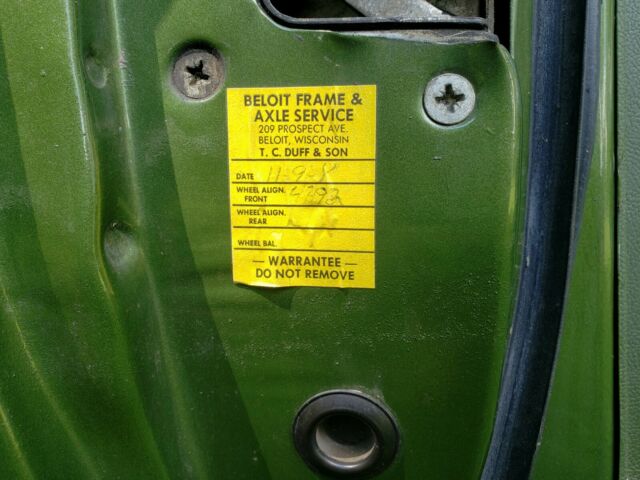 BELOIT FRAME &
AXLE SERVICE
209 PROSPECT AVE.
BELOIT, WISCONSIN
T. C. DUFF & SON
DATE
WHEEL ALIGN.
FRONT
WHEEL ALIGN.
REAR
WHEEL BAL.
— WARRANTEE —
DO NOT REMOVE